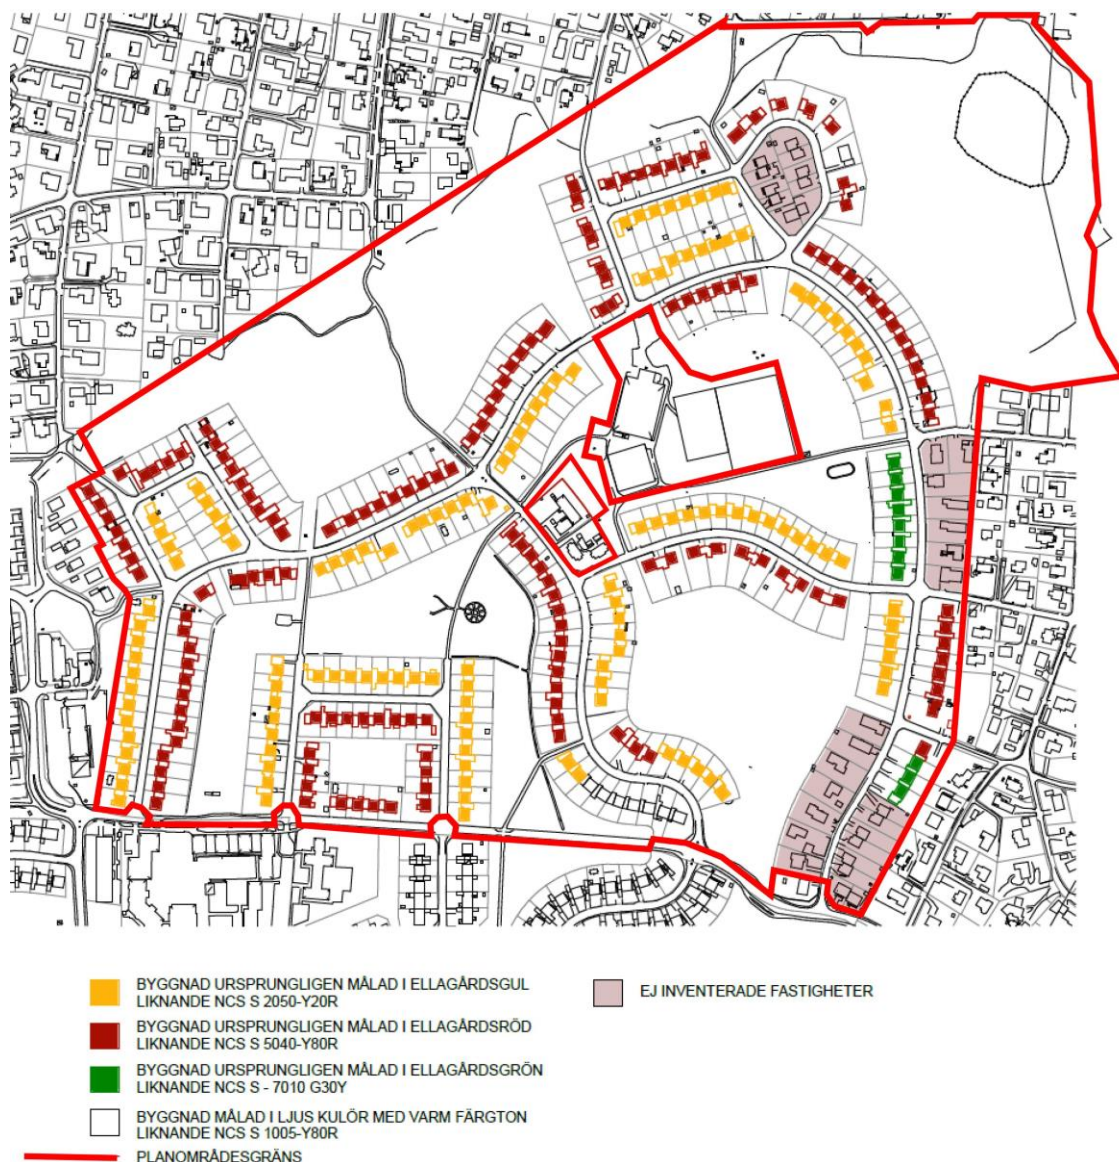 BYGGNAD URSPRUNGLIGEN MÅLAD I ELLAGÅRDSGUL
LIKNANDE NCS S 2050-Y20R
BYGGNAD URSPRUNGLIGEN MÅLAD I ELLAGÅRDSRÖD
LIKNANDE NCS S 5040-Y80R
BYGGNAD URSPRUNGLIGEN MÅLAD I ELLAGÅRDSGRÖN
LIKNANDE NCS S - 7010 G30Y
BYGGNAD MÅLAD I LJUS KULÖR MED VARM FÄRGTON
LIKNANDE NCS S 1005-Y80R
PLANOMRÅDESGRÄNS
EJ INVENTERADE FASTIGHETER